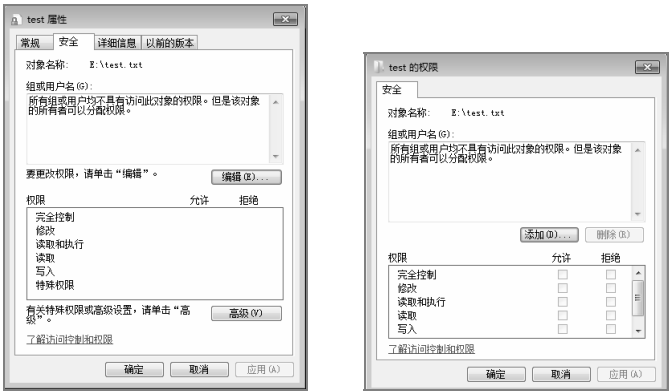 test 属性
常规 安全 详细信息 以前的版本
对象名称: E:\test.txt
组或用户名(G):
所有组或用户均不具有访问此对象的权限。但是该对象
的所有者可以分配权限。
要更改权限，请单击“编辑”。
编辑(E)...
权限 允许 拒绝
完全控制
修改
读取和执行
读取
写入
特殊权限
有关特殊权限或高级设置，请单击“高
级”。
高级(V)
了解访问控制和权限
确定 取消 应用(A)
test 的权限
安全
对象名称: E:\test.txt
组或用户名(G):
所有组或用户均不具有访问此对象的权限。但是该对象
的所有者可以分配权限。
添加(D)... 删除(R)
权限 允许 拒绝
完全控制
修改
读取和执行
读取
写入
了解访问控制和权限
确定 取消 应用(A)